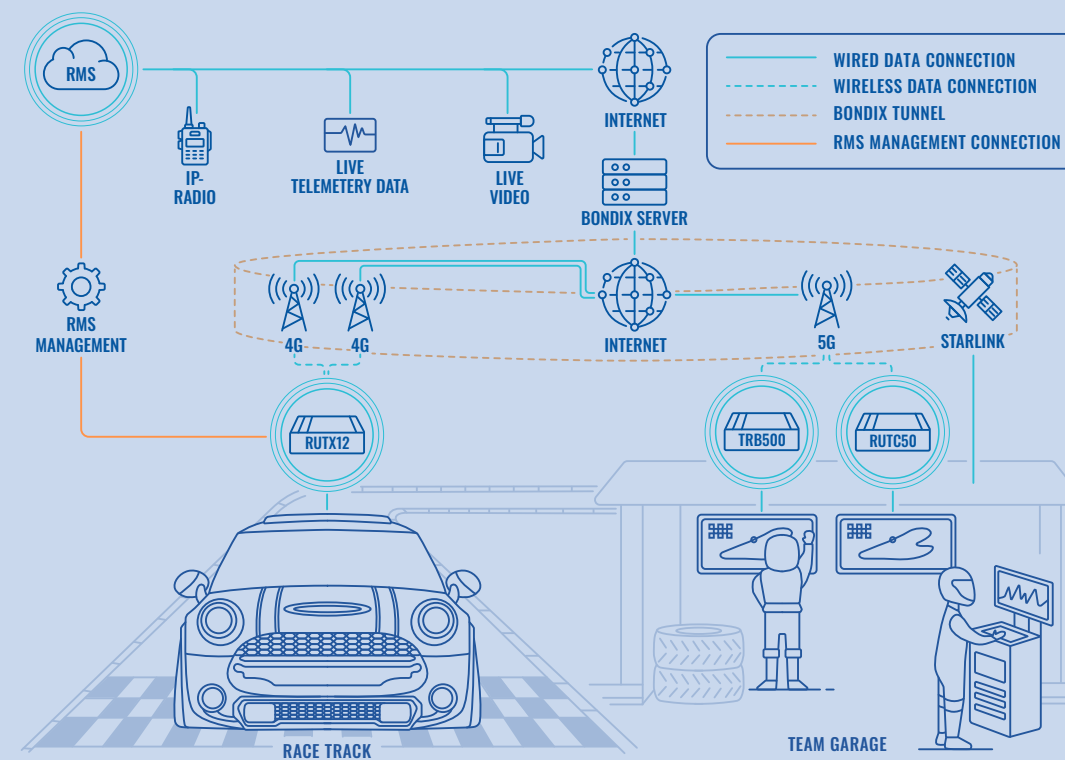 RMS
INTERNET
WIRED DATA CONNECTION
WIRELESS DATA CONNECTION
BONDIX TUNNEL
RMS MANAGEMENT CONNECTION
IP-
RADIO
LIVE
TELEMETERY DATA
LIVE
VIDEO
BONDIX SERVER
RMS
MANAGEMENT
4G
4G
INTERNET
5G
STARLINK
RUTX12
TRB500
RUTC50
RACE TRACK
TEAM GARAGE